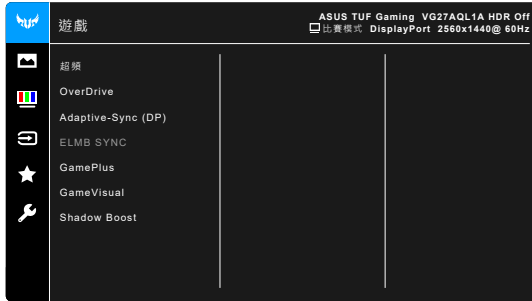 遊戲
ASUS TUF Gaming VG27AQL1A HDR Off
比賽模式 DisplayPort 2560x1440@ 60Hz
超頻
OverDrive
Adaptive-Sync (DP)
ELMB SYNC
GamePlus
GameVisual
Shadow Boost